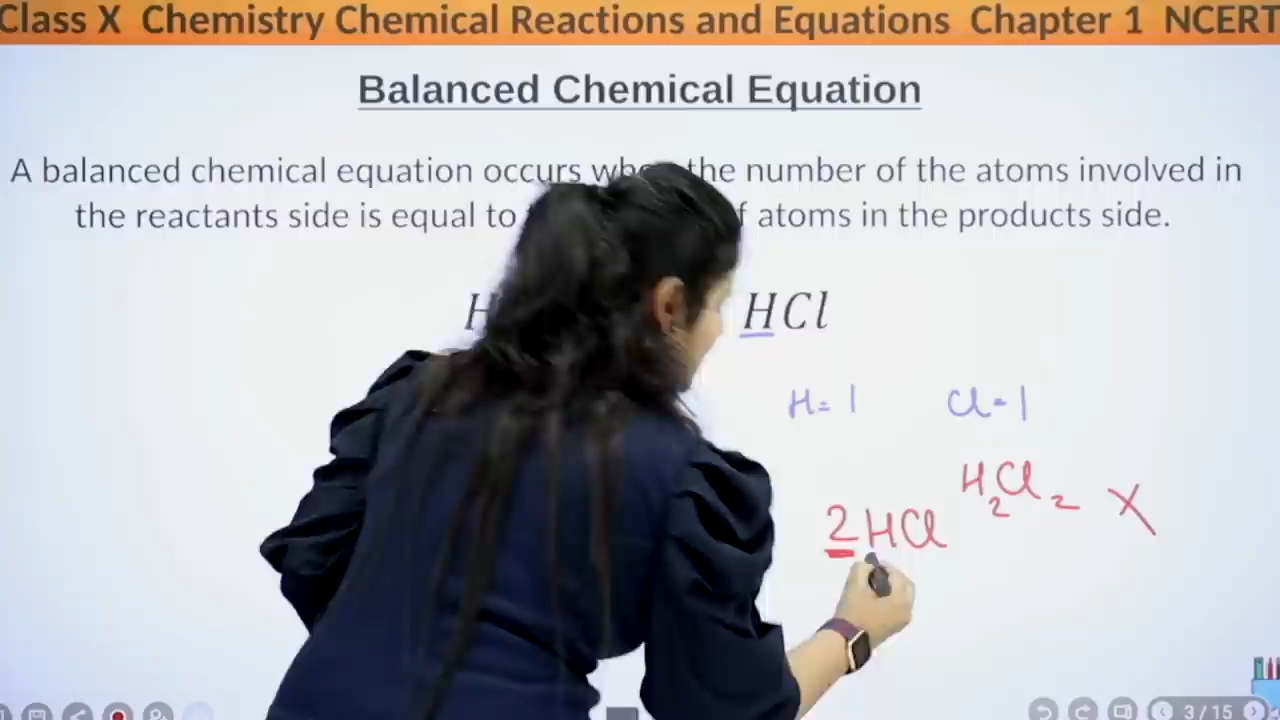 Class X Chemistry Chemical Reactions and Equations Chapter 1 NCERT
Balanced Chemical Equation
A balanced chemical equation occurs the number of the atoms involved in
the reactants side is equal to of atoms in the products side.
H HCl
H=1 Cl=1
H₂Cl₂ X
2HCl
3/15